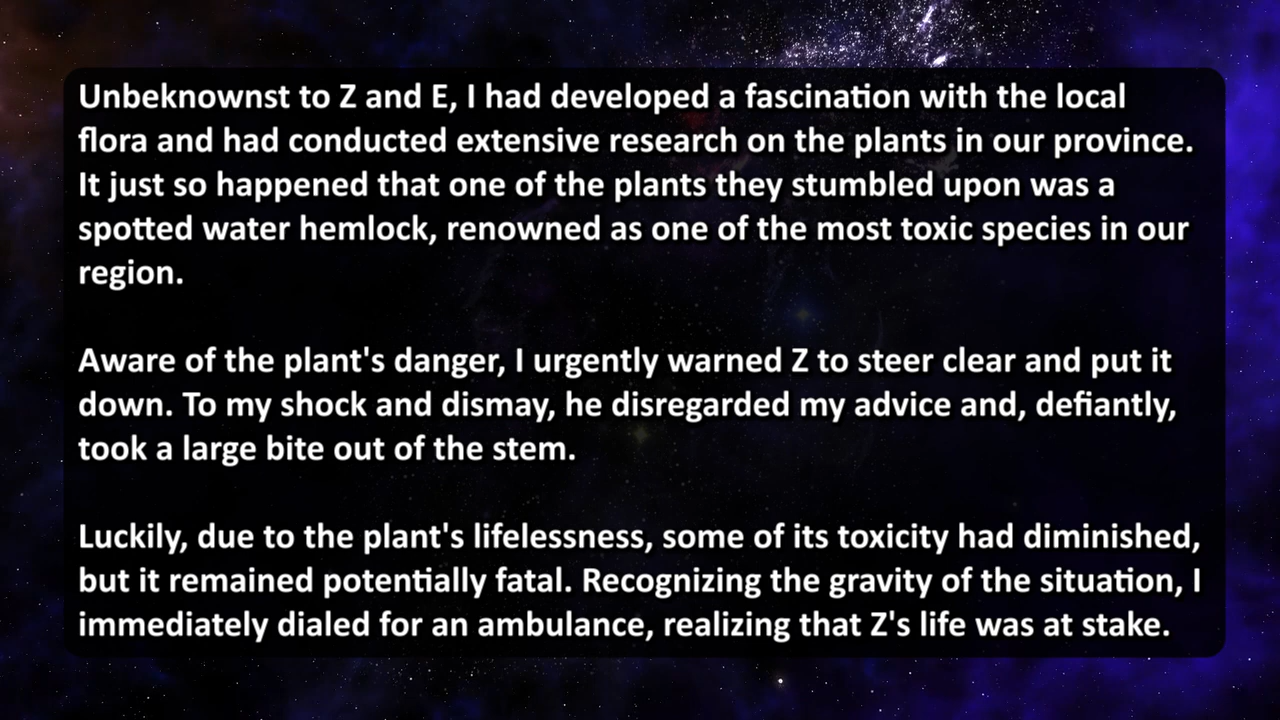 Unbeknownst to Z and E, I had developed a fascination with the local
flora and had conducted extensive research on the plants in our province.
It just so happened that one of the plants they stumbled upon was a
spotted water hemlock, renowned as one of the most toxic species in our
region.
Aware of the plant's danger, I urgently warned Z to steer clear and put it
down. To my shock and dismay, he disregarded my advice and, defiantly,
took a large bite out of the stem.
Luckily, due to the plant's lifelessness, some of its toxicity had diminished,
but it remained potentially fatal. Recognizing the gravity of the situation, I
immediately dialed for an ambulance, realizing that Z's life was at stake.